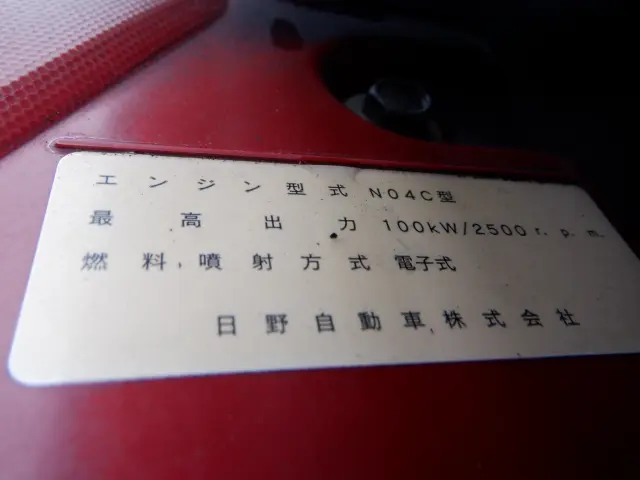 エンジン型式 N04C型
最高出力 100kW/2500r.p.m.
燃料噴射方式 電子式
日野自動車株式会社